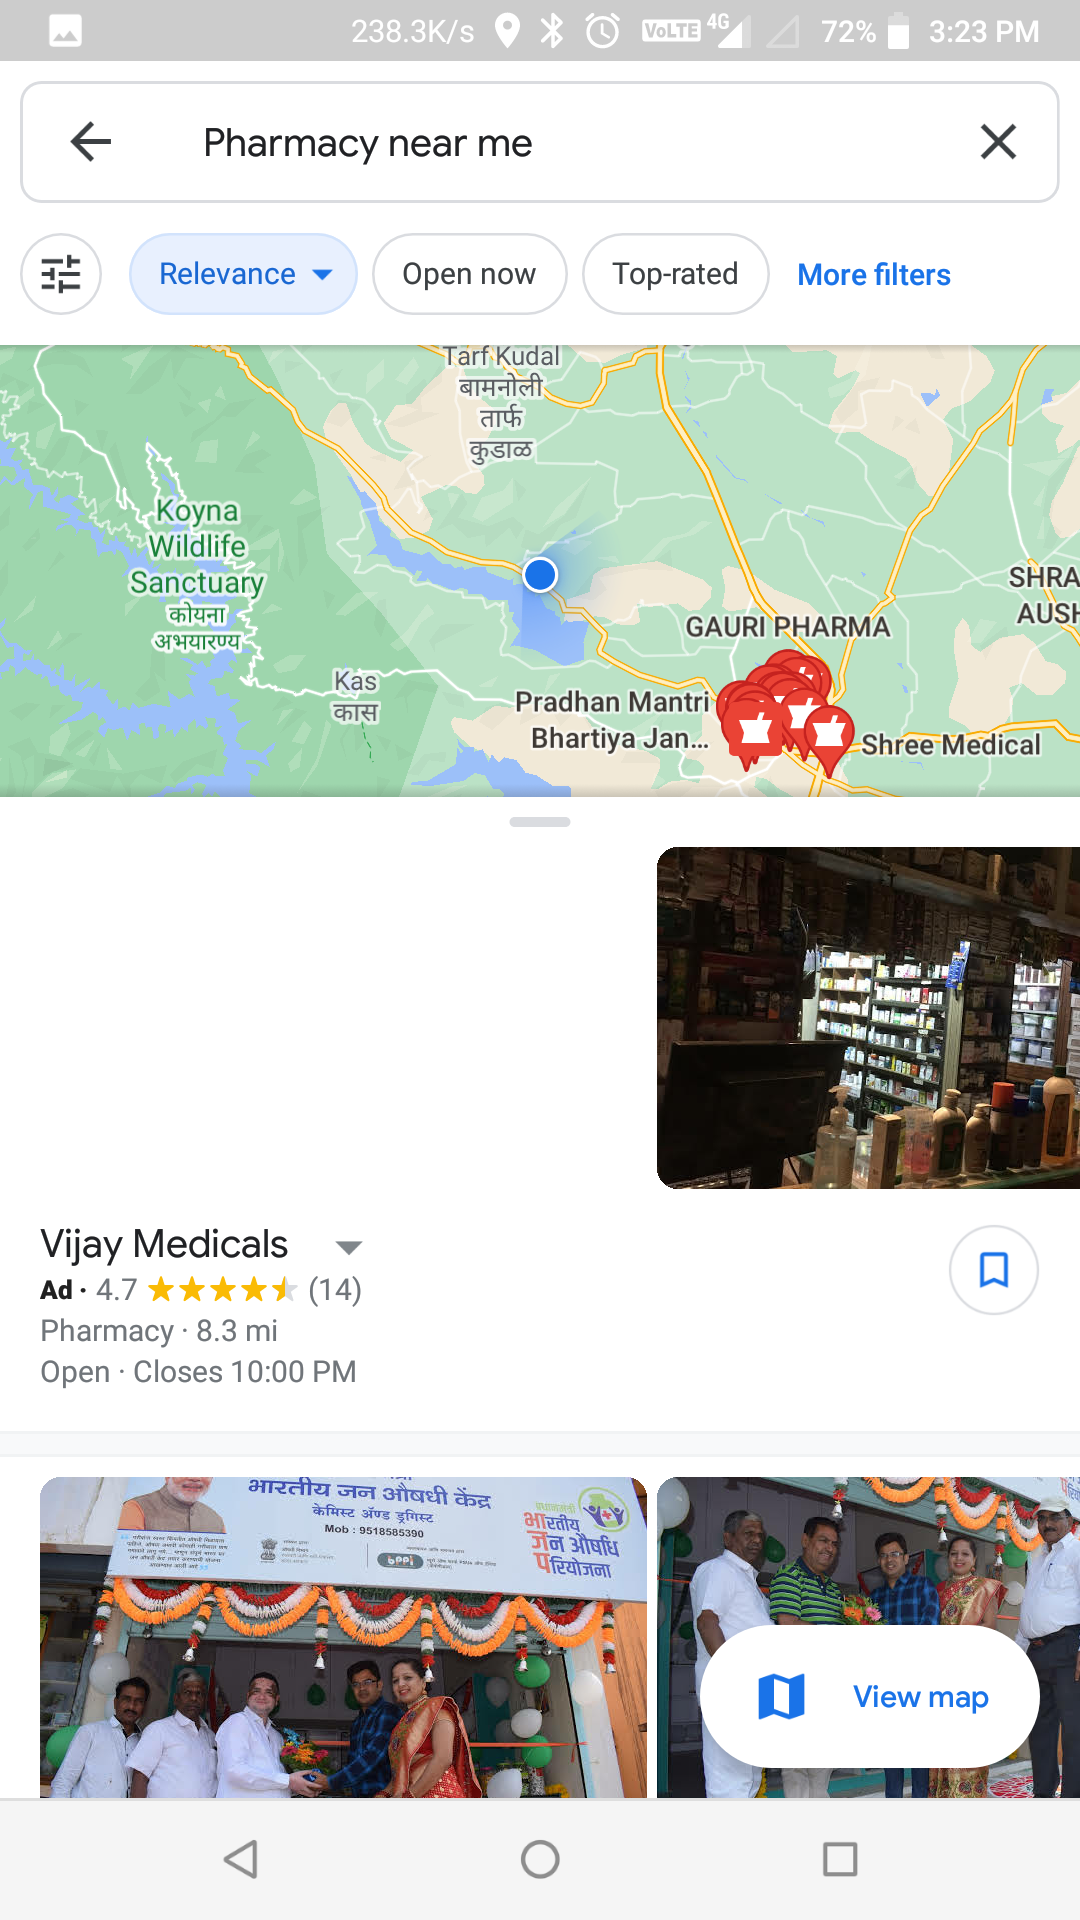 238.3K/s VoLTE 4G 72% 3:23 PM
Pharmacy near me
Relevance Open now Top-rated More filters
Tarf Kudal
बामनोली
तार्फ
कुडाळ
Koyna
Wildlife
Sanctuary
कोयना
अभयारण्य
SHRA
AUSH
GAURI PHARMA
Kas
कास
Pradhan Mantri
Bhartiya Jan...
Shree Medical
Vijay Medicals
Ad · 4.7 (14)
Pharmacy · 8.3 mi
Open · Closes 10:00 PM
भारतीय जन औषधी केंद्र
केमिस्ट अँण्ड ड्रगिस्ट
Mob : 9518585390
प्रधानमंत्री
भारतीय
जन औषधि
परियोजना
bppi
View map